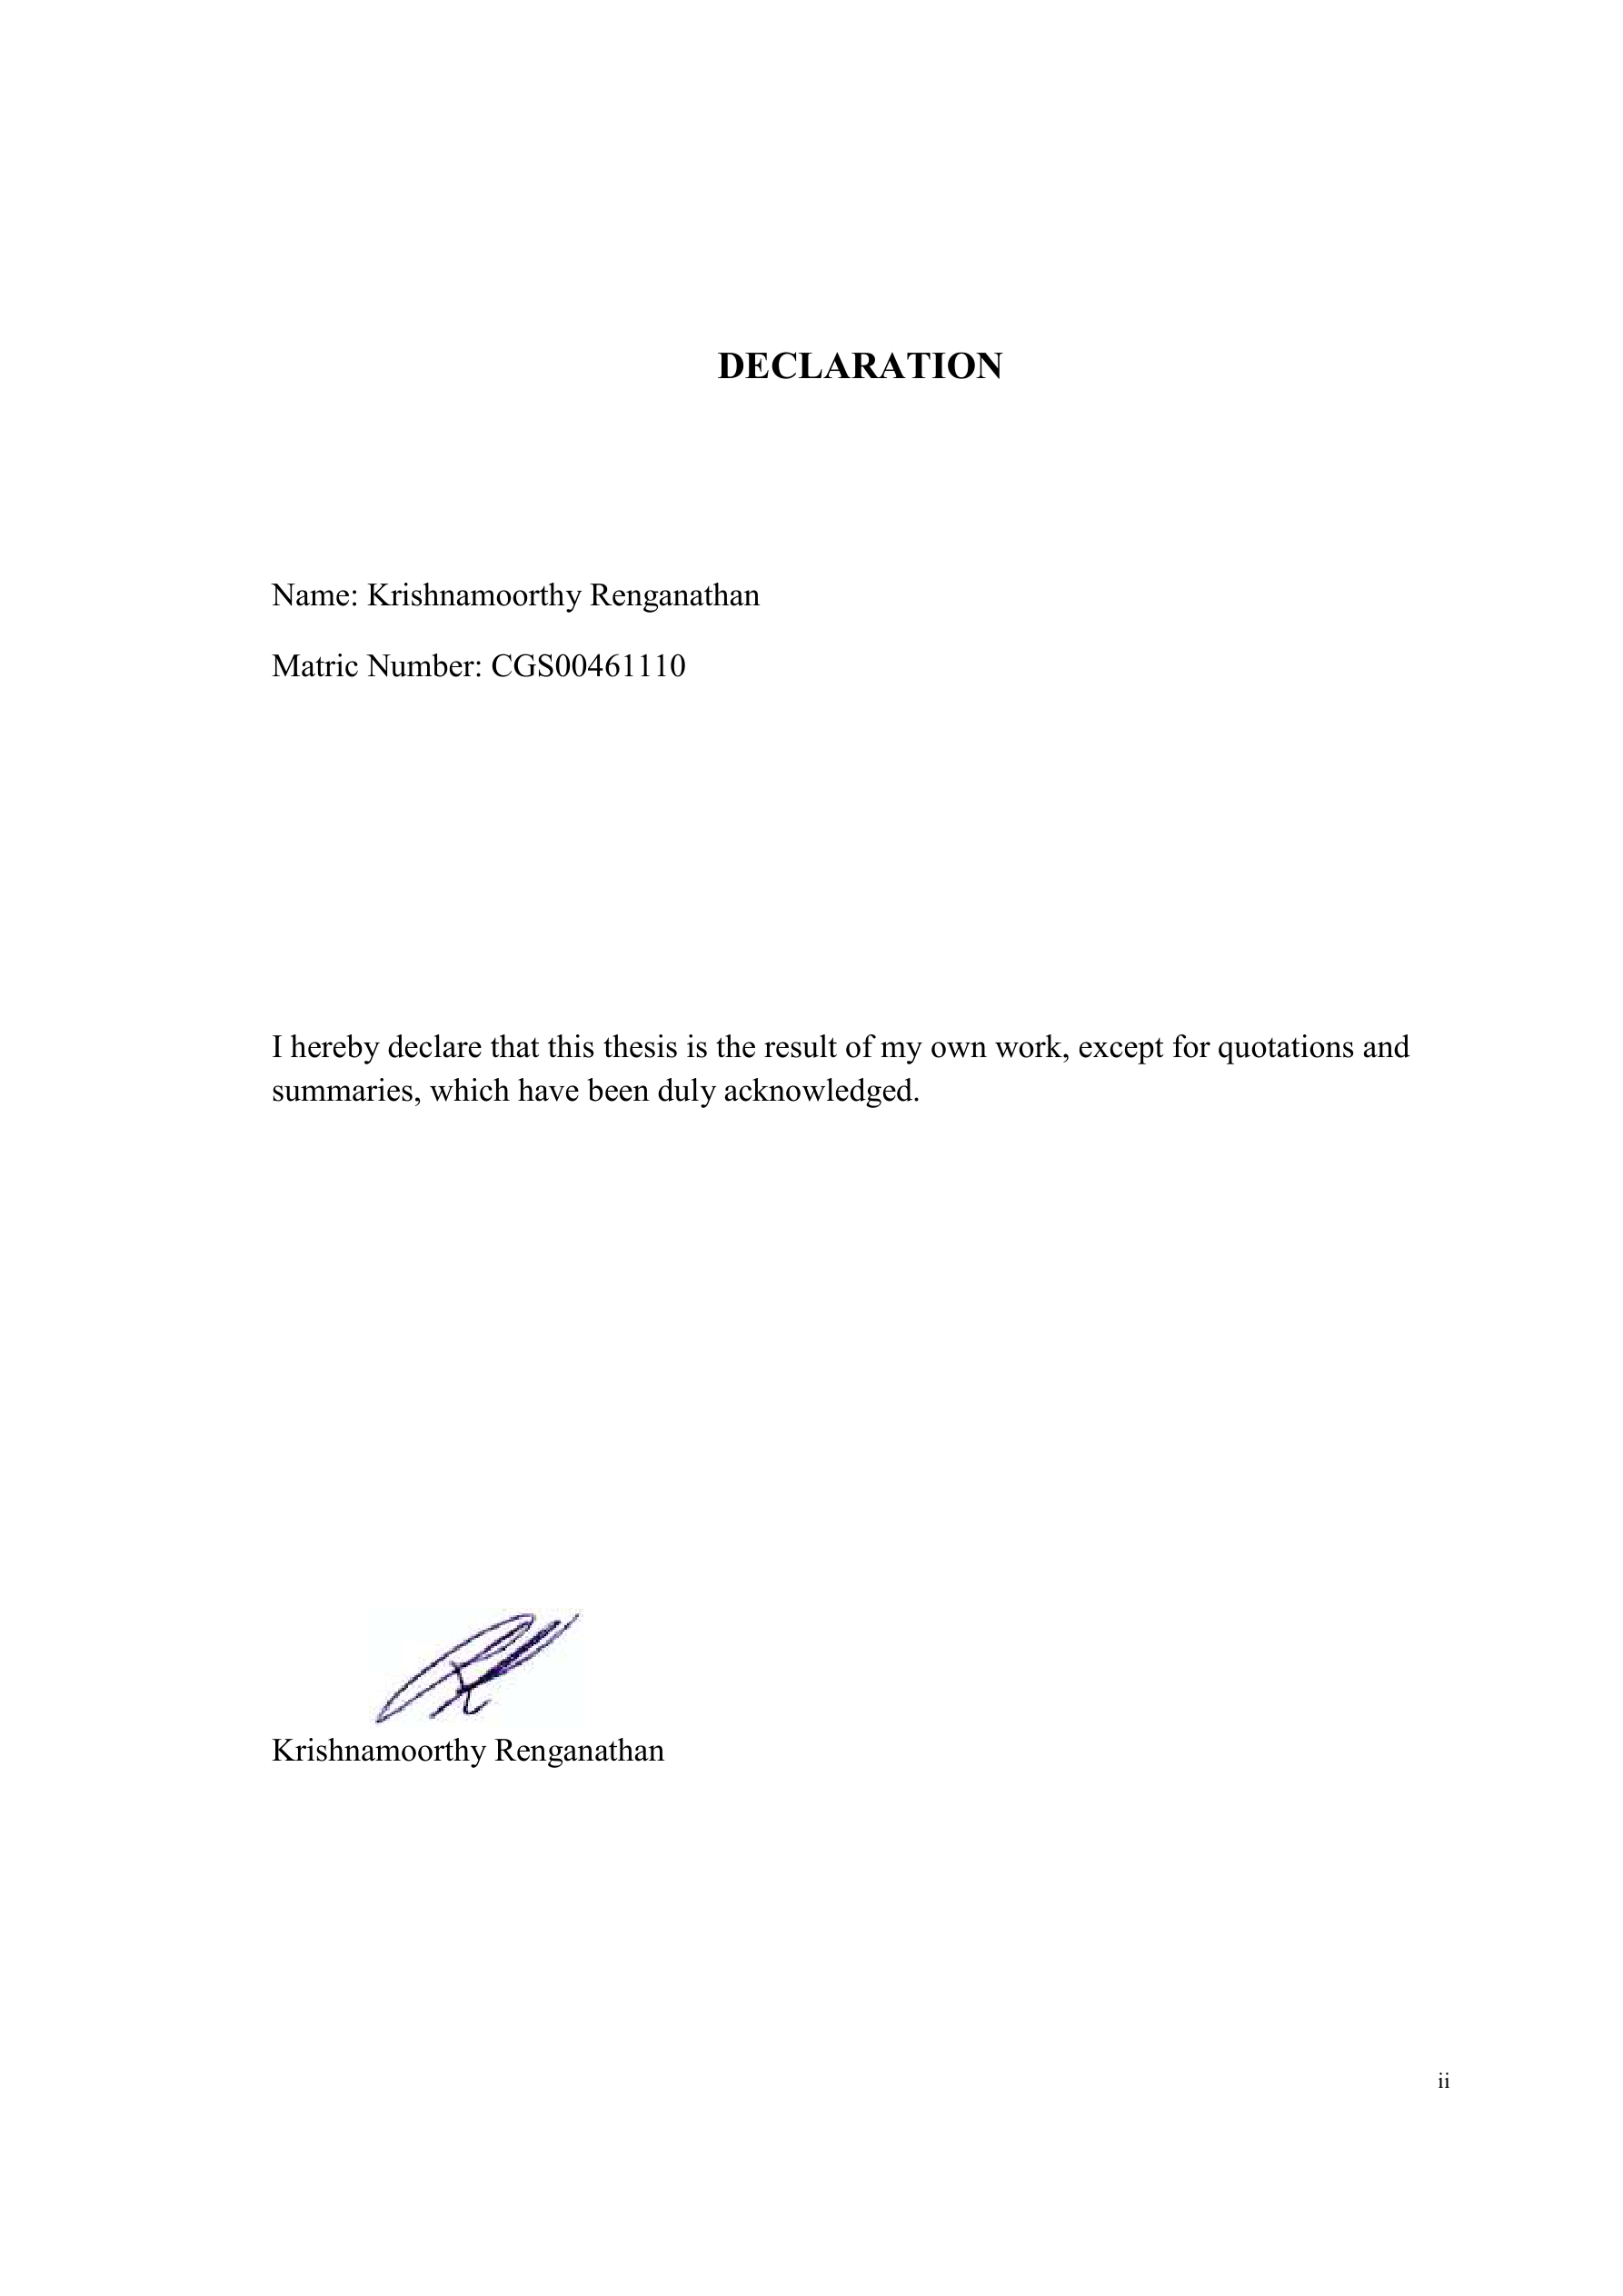 DECLARATION
Name: Krishnamoorthy Renganathan
Matric Number: CGS00461110
I hereby declare that this thesis is the result of my own work, except for quotations and
summaries, which have been duly acknowledged.
Krishnamoorthy Renganathan
ii